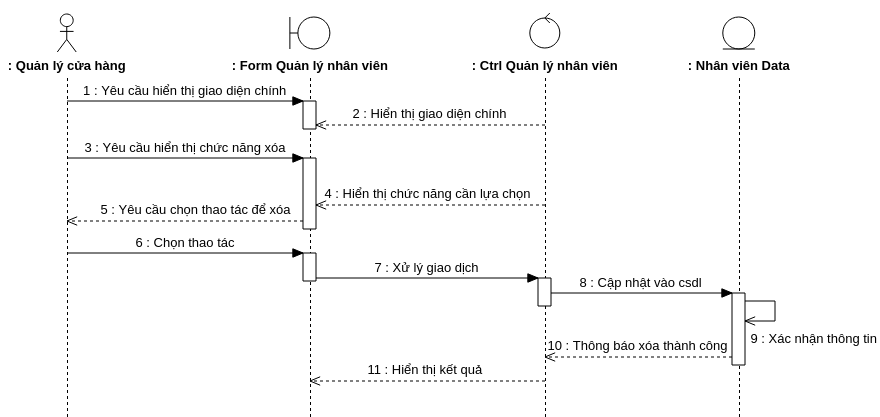 : Quản lý cửa hàng
: Form Quản lý nhân viên
: Ctrl Quản lý nhân viên
: Nhân viên Data
1 : Yêu cầu hiển thị giao diện chính
2 : Hiển thị giao diện chính
3 : Yêu cầu hiển thị chức năng xóa
4 : Hiển thị chức năng cần lựa chọn
5 : Yêu cầu chọn thao tác để xóa
6 : Chọn thao tác
7 : Xử lý giao dịch
8 : Cập nhật vào csdl
9 : Xác nhận thông tin
10 : Thông báo xóa thành công
11 : Hiển thị kết quả